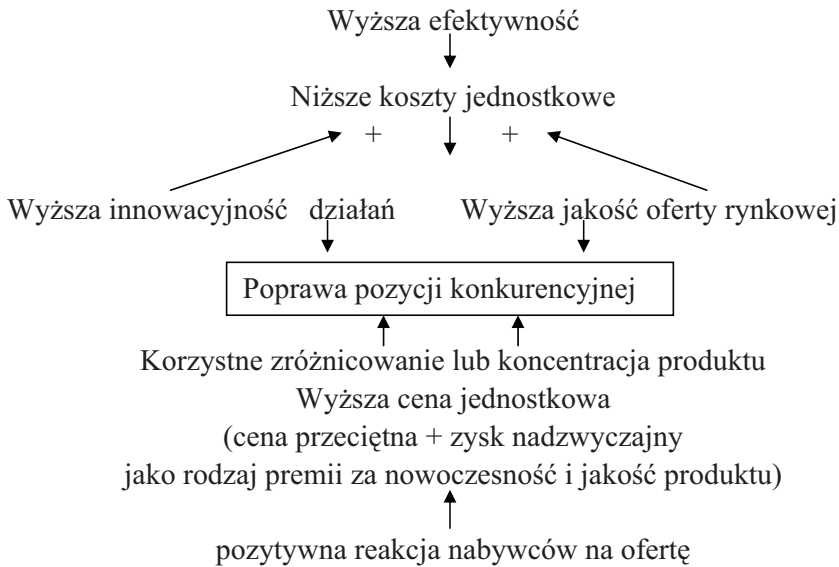 Wyższa efektywność
Niższe koszty jednostkowe
+ +
Wyższa innowacyjność działań Wyższa jakość oferty rynkowej
Poprawa pozycji konkurencyjnej
Korzystne zróżnicowanie lub koncentracja produktu
Wyższa cena jednostkowa
(cena przeciętna + zysk nadzwyczajny
jako rodzaj premii za nowoczesność i jakość produktu)
pozytywna reakcja nabywców na ofertę